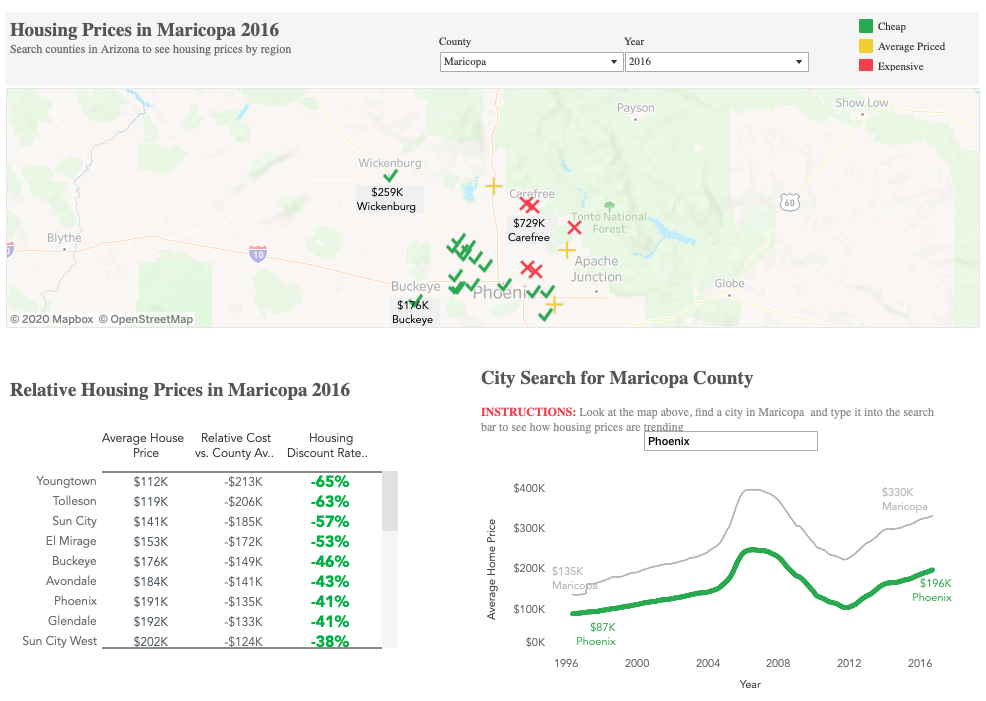 Housing Prices in Maricopa 2016
Search counties in Arizona to see housing prices by region
County
Maricopa
Year
2016
Cheap
Average Priced
Expensive
Payson
Show Low
Wickenburg
$259K
Wickenburg
Carefree
$729K
Carefree
60
Tonto National
Forest
Blythe
10
Apache
Junction
Buckeye
Phoeni
Globe
$176K
Buckeye
© 2020 Mapbox © OpenStreetMap
Relative Housing Prices in Maricopa 2016
Average House
Price
Relative Cost
vs. County Av..
Housing
Discount Rate..
Youngtown $112K -$213K -65%
Tolleson $119K -$206K -63%
Sun City $141K -$185K -57%
El Mirage $153K -$172K -53%
Buckeye $176K -$149K -46%
Avondale $184K -$141K -43%
Phoenix $191K -$135K -41%
Glendale $192K -$133K -41%
Sun City West $202K -$124K -38%
City Search for Maricopa County
INSTRUCTIONS: Look at the map above, find a city in Maricopa and type it into the search
bar to see how housing prices are trending
Phoenix
Average Home Price
$400K
$300K
$200K
$100K
$0K
$330K
Maricopa
$135K
Maricopa
$196K
Phoenix
$87K
Phoenix
1996 2000 2004 2008 2012 2016
Year